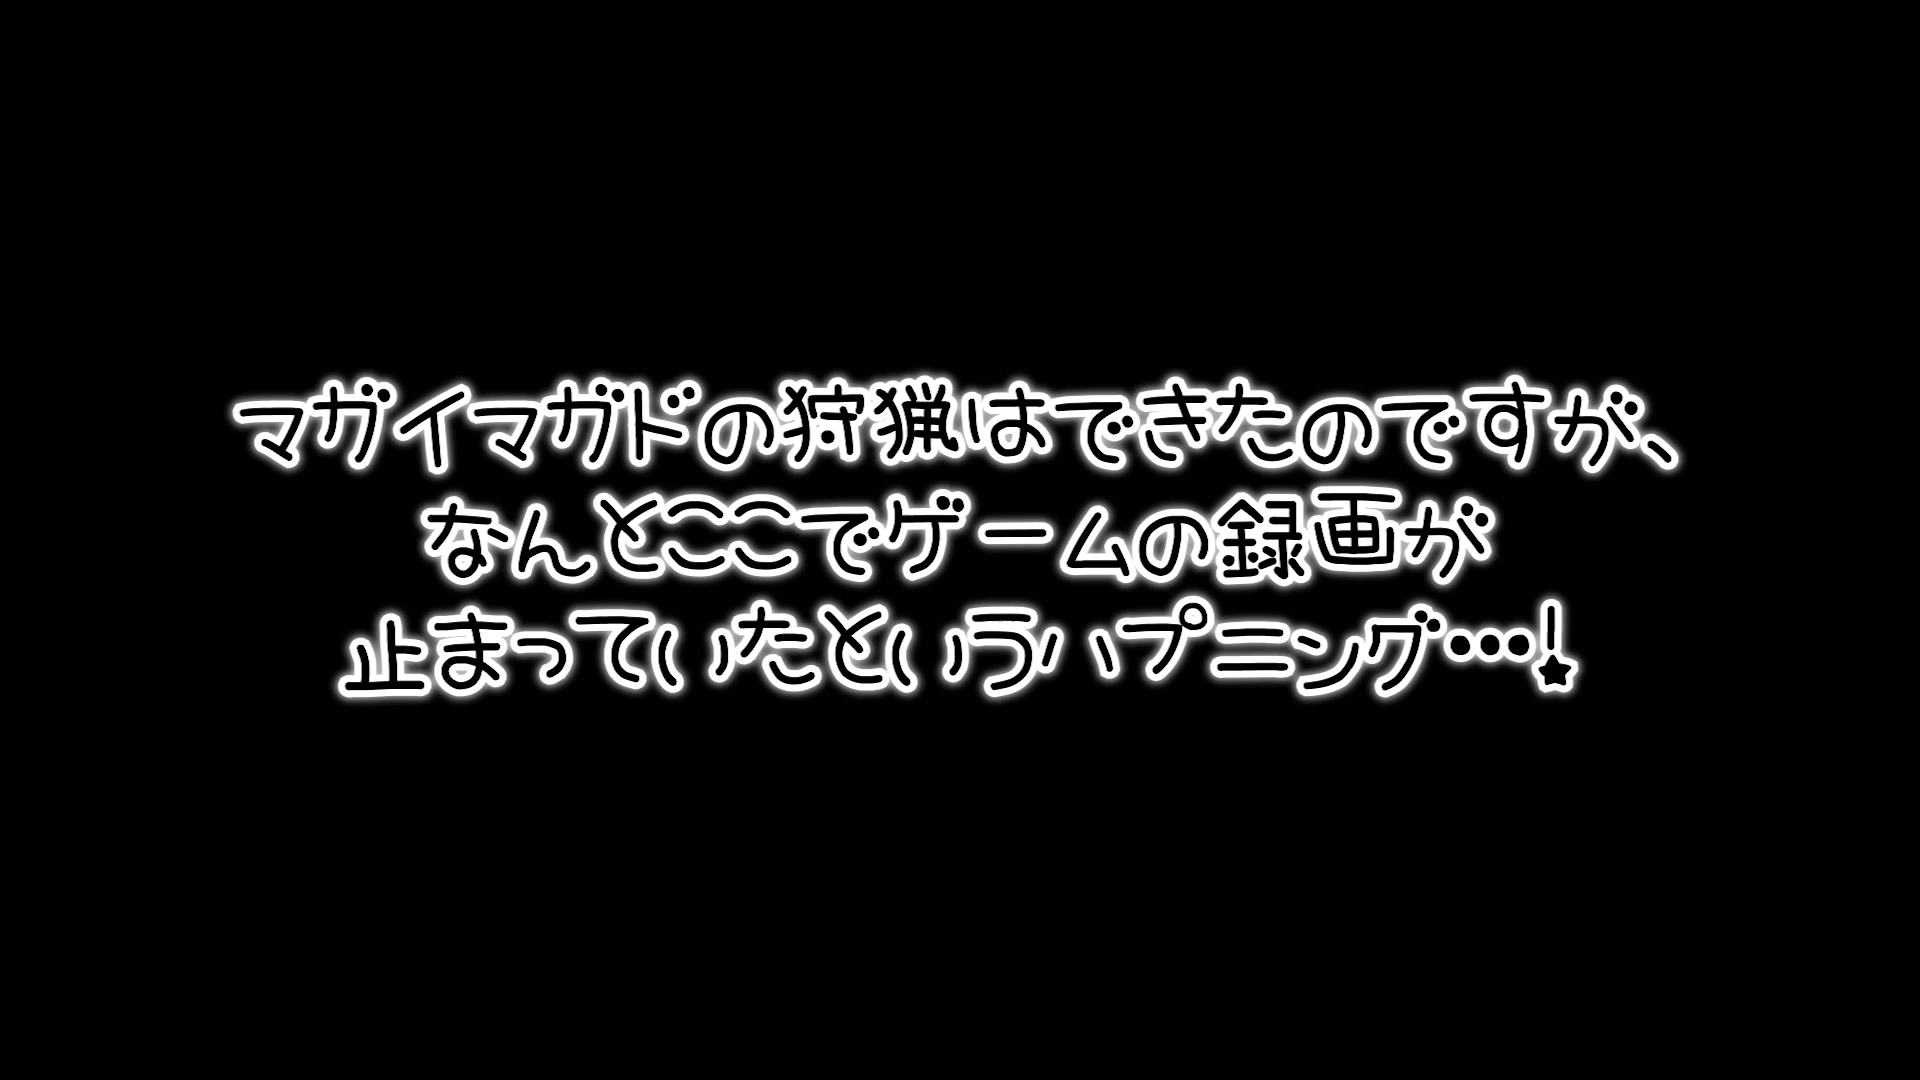 マガイマガドの狩猟はできたのですが、
なんとここでゲームの録画が
止まっていたというハプニング…!